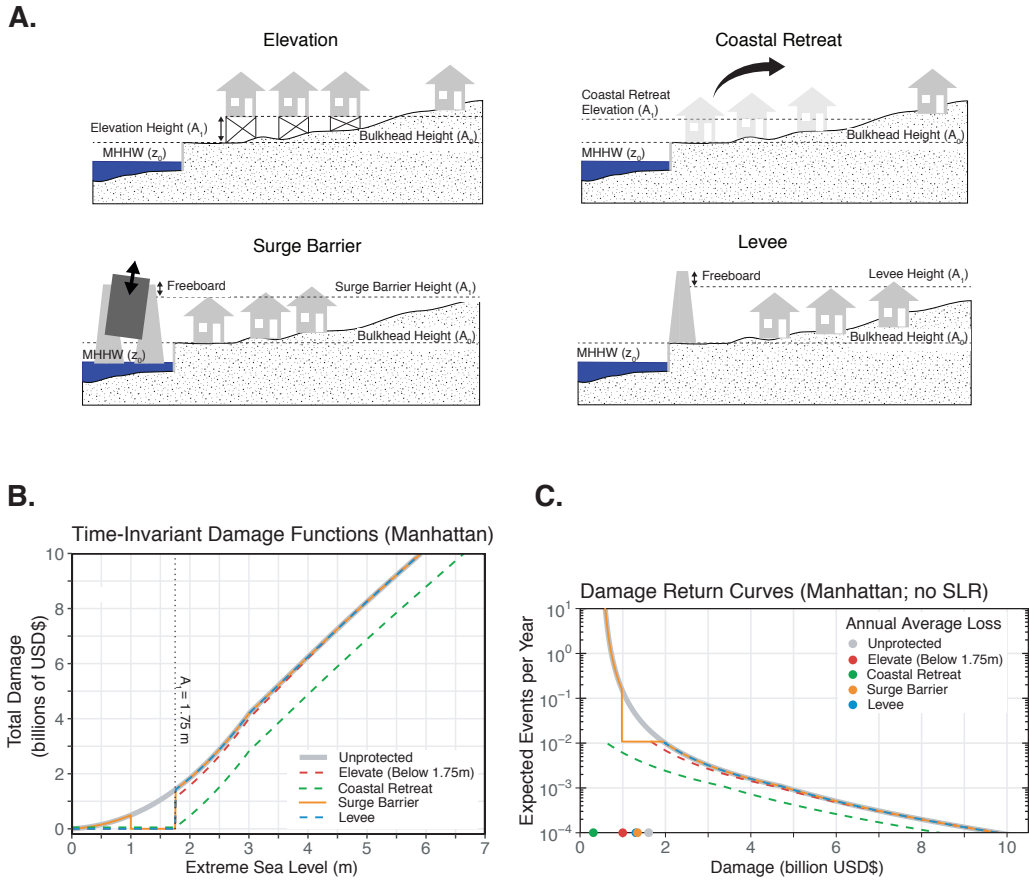 A.
Elevation
Elevation Height (A₁)
Bulkhead Height (A₀)
MHHW (z₀)
Coastal Retreat
Coastal Retreat
Elevation (A₁)
Bulkhead Height (A₀)
MHHW (z₀)
Surge Barrier
Freeboard
Surge Barrier Height (A₁)
Bulkhead Height (A₀)
MHHW (z₀)
Levee
Freeboard
Levee Height (A₁)
Bulkhead Height (A₀)
MHHW (z₀)
B.
Time-Invariant Damage Functions (Manhattan)
Total Damage
(billions of USD$)
10
8
6
4
2
0
A₁ = 1.75 m
Unprotected
Elevate (Below 1.75m)
Coastal Retreat
Surge Barrier
Levee
0 1 2 3 4 5 6 7
Extreme Sea Level (m)
C.
Damage Return Curves (Manhattan; no SLR)
Expected Events per Year
10¹
10⁰
10⁻¹
10⁻²
10⁻³
10⁻⁴
Annual Average Loss
Unprotected
Elevate (Below 1.75m)
Coastal Retreat
Surge Barrier
Levee
0 2 4 6 8 10
Damage (billion USD$)